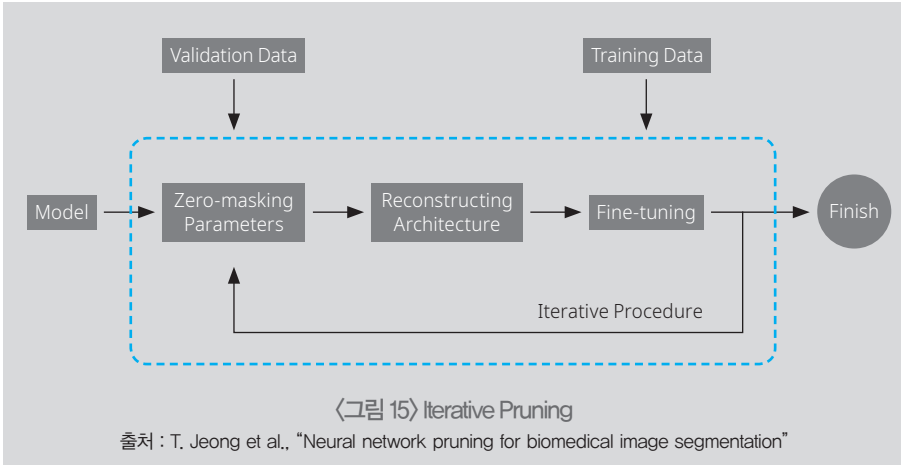 Validation Data
Training Data
Model
Zero-masking
Parameters
Reconstructing
Architecture
Fine-tuning
Finish
Iterative Procedure
〈그림 15〉 Iterative Pruning
출처 : T. Jeong et al., “Neural network pruning for biomedical image segmentation”